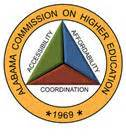 ALABAMA COMMISSION ON HIGHER EDUCATION
ACCESSIBILITY
AFFORDABILITY
COORDINATION
★ 1969 ★